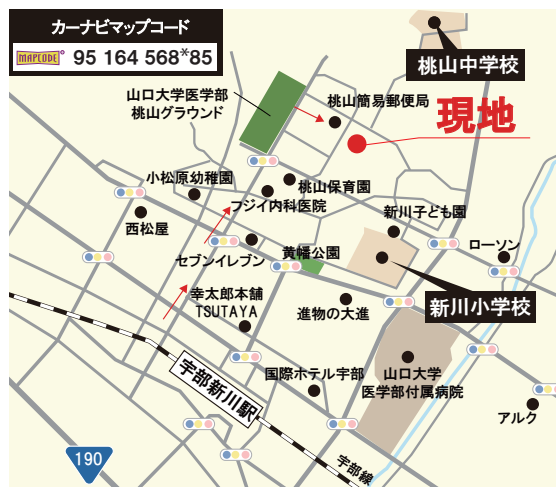 カーナビマップコード
MAPCODE 95 164 568*85
桃山中学校
山口大学医学部
桃山グラウンド
桃山簡易郵便局
現地
小松原幼稚園
桃山保育園
フジイ内科医院
新川子ども園
西松屋
セブンイレブン
黄幡公園
ローソン
幸太郎本舗
TSUTAYA
進物の大進
新川小学校
宇部新川駅
国際ホテル宇部
山口大学
医学部付属病院
アルク
190
宇部線